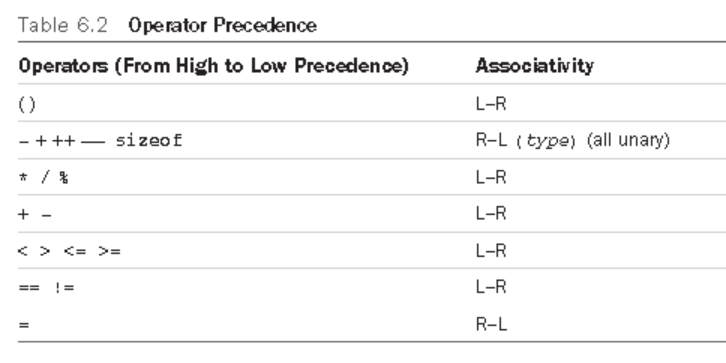 Table 6.2 Operator Precedence
Operators (From High to Low Precedence) Associativity
() L–R
– + ++ –– sizeof R–L (type) (all unary)
* / % L–R
+ – L–R
< > <= >= L–R
== != L–R
= R–L